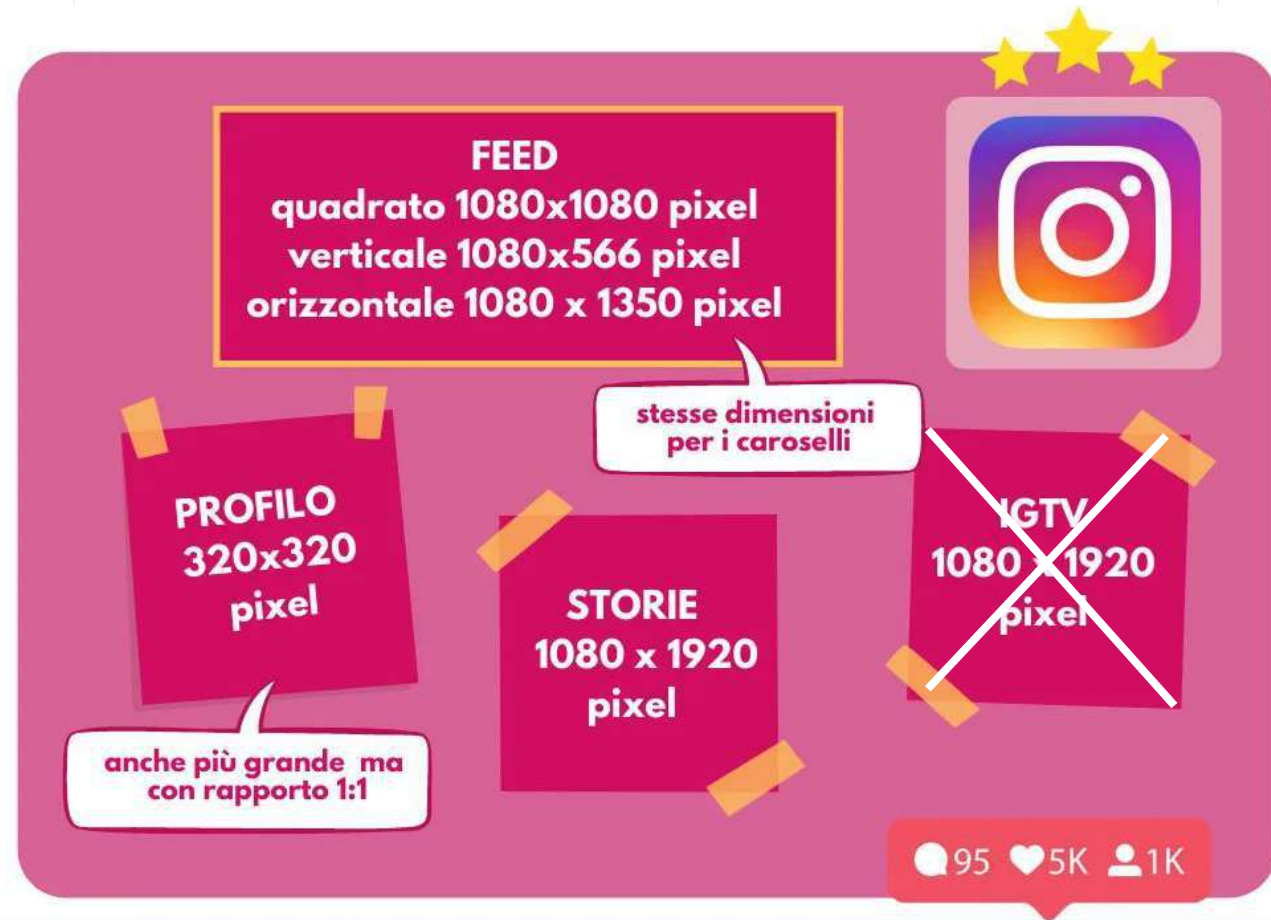 FEED
quadrato 1080x1080 pixel
verticale 1080x566 pixel
orizzontale 1080 x 1350 pixel
stesse dimensioni
per i caroselli
PROFILO
320x320
pixel
anche più grande ma
con rapporto 1:1
STORIE
1080 x 1920
pixel
IGTV
1080 x 1920
pixel
95 5K 1K